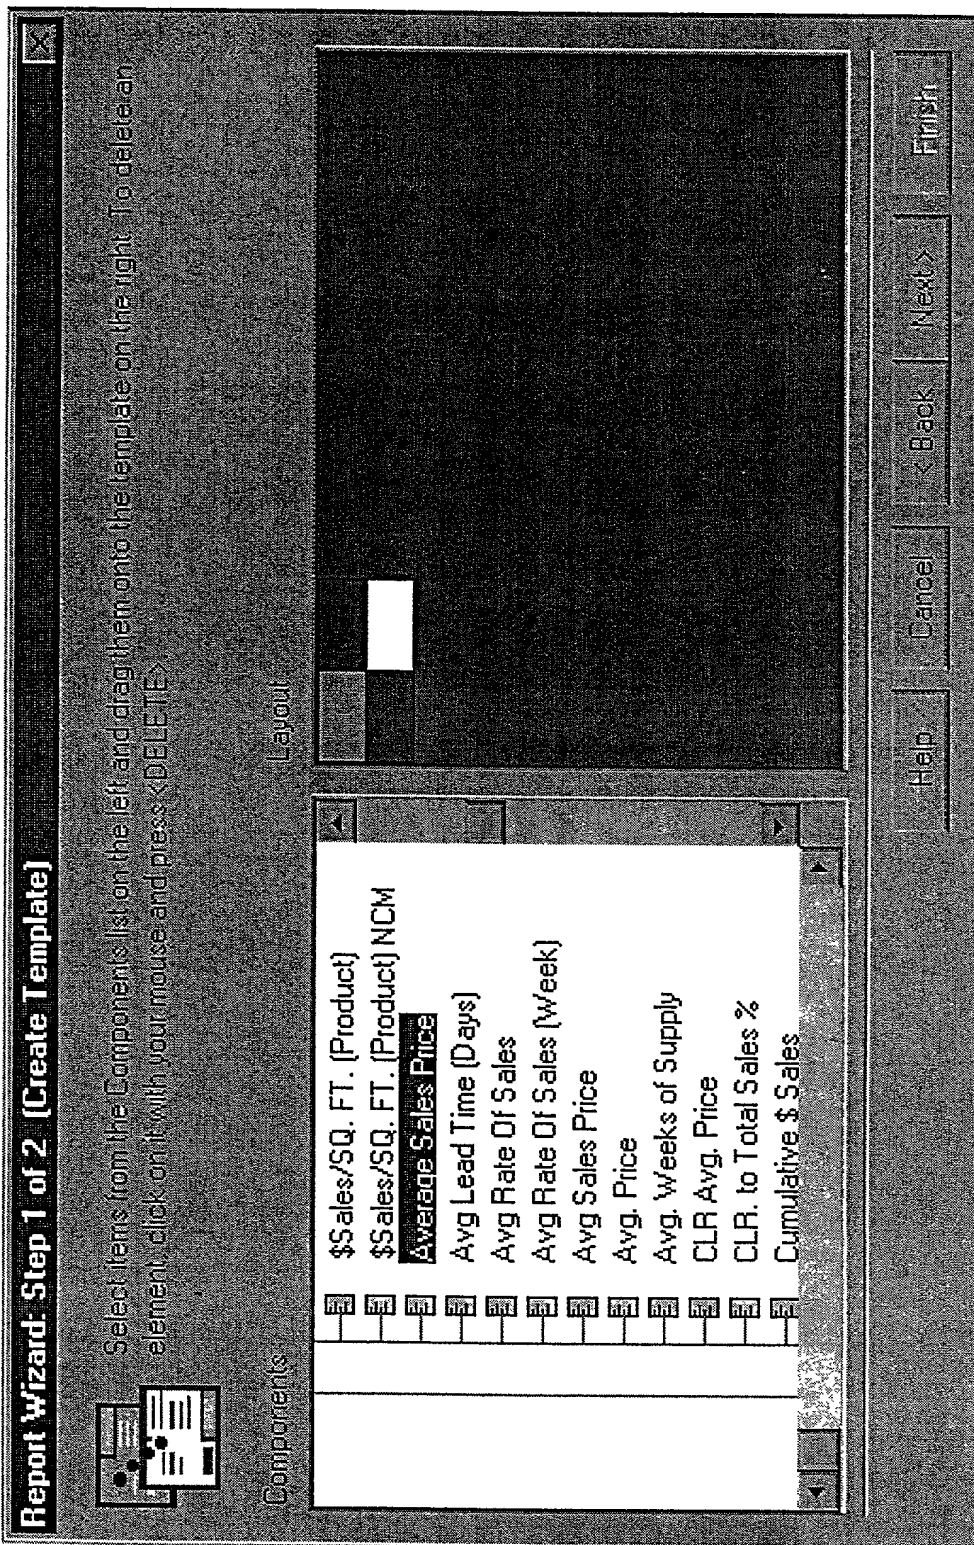 Report Wizard: Step1 of 2 (Create Template)
Select items from the Components list on the left and drag them onto the template on the right. To delete an
element, click on it with your mouse and press <DELETE>.
Components
Layout
$Sales/SQ. FT. (Product)
$Sales/SQ. FT. (Product) NCM
Average Sales Price
Avg Lead Time (Days)
Avg Rate Of Sales
Avg Rate Of Sales (Week)
Avg Sales Price
Avg. Price
Avg. Weeks of Supply
CLR Avg. Price
CLR. to Total Sales %
Cumulative $ Sales
Help
Cancel
< Back
Next >
Finish